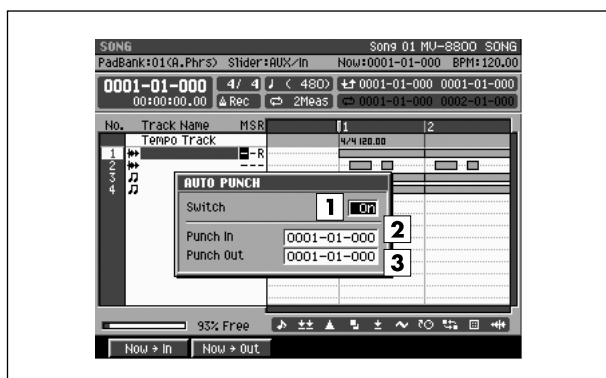 SONG Song 01 MV-8800 SONG
PadBank:01(A.Phrs) Slider:AUX/In Now:0001-01-000 BPM:120.00
0001-01-000 4/ 4 ♩ ( 480) 0001-01-000 0001-01-000
00:00:00.00 Rec 2Meas 0001-01-000 0002-01-000
No. Track Name MSR 1 2
Tempo Track 4/4 120.00
1 --R
2 ---
3
4
AUTO PUNCH
Switch 1 On
Punch In 0001-01-000 2
Punch Out 0001-01-000 3
93% Free
Now→In Now→Out